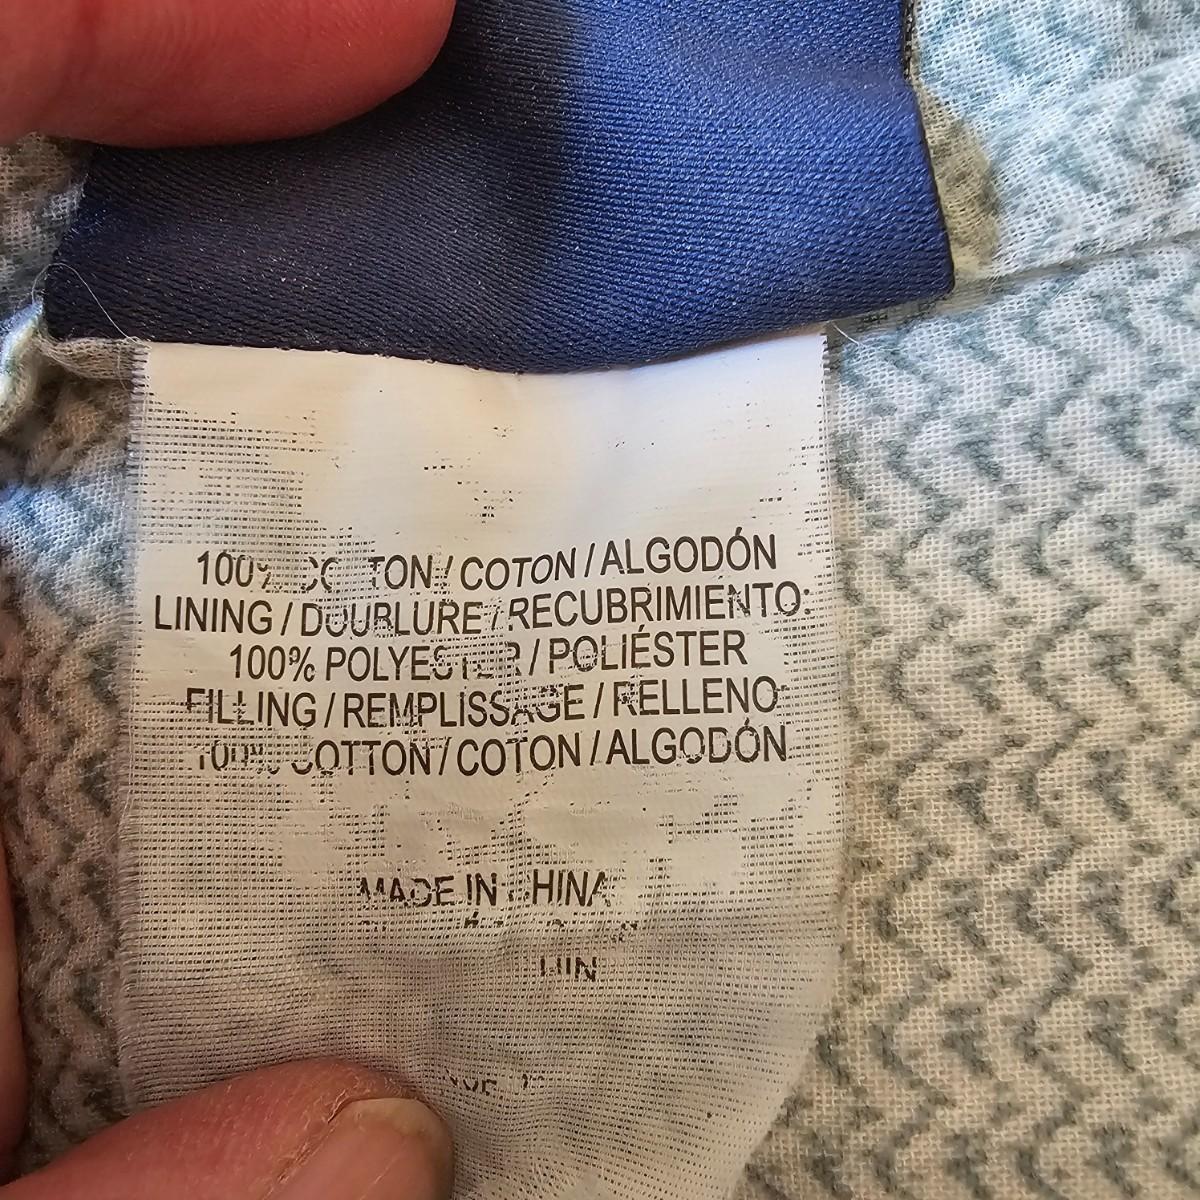 100% COTTON / COTON / ALGODÓN
LINING / DOUBLURE / RECUBRIMIENTO:
100% POLYESTER / POLIÉSTER
FILLING / REMPLISSAGE / RELLENO:
100% COTTON / COTON / ALGODÓN
MADE IN CHINA